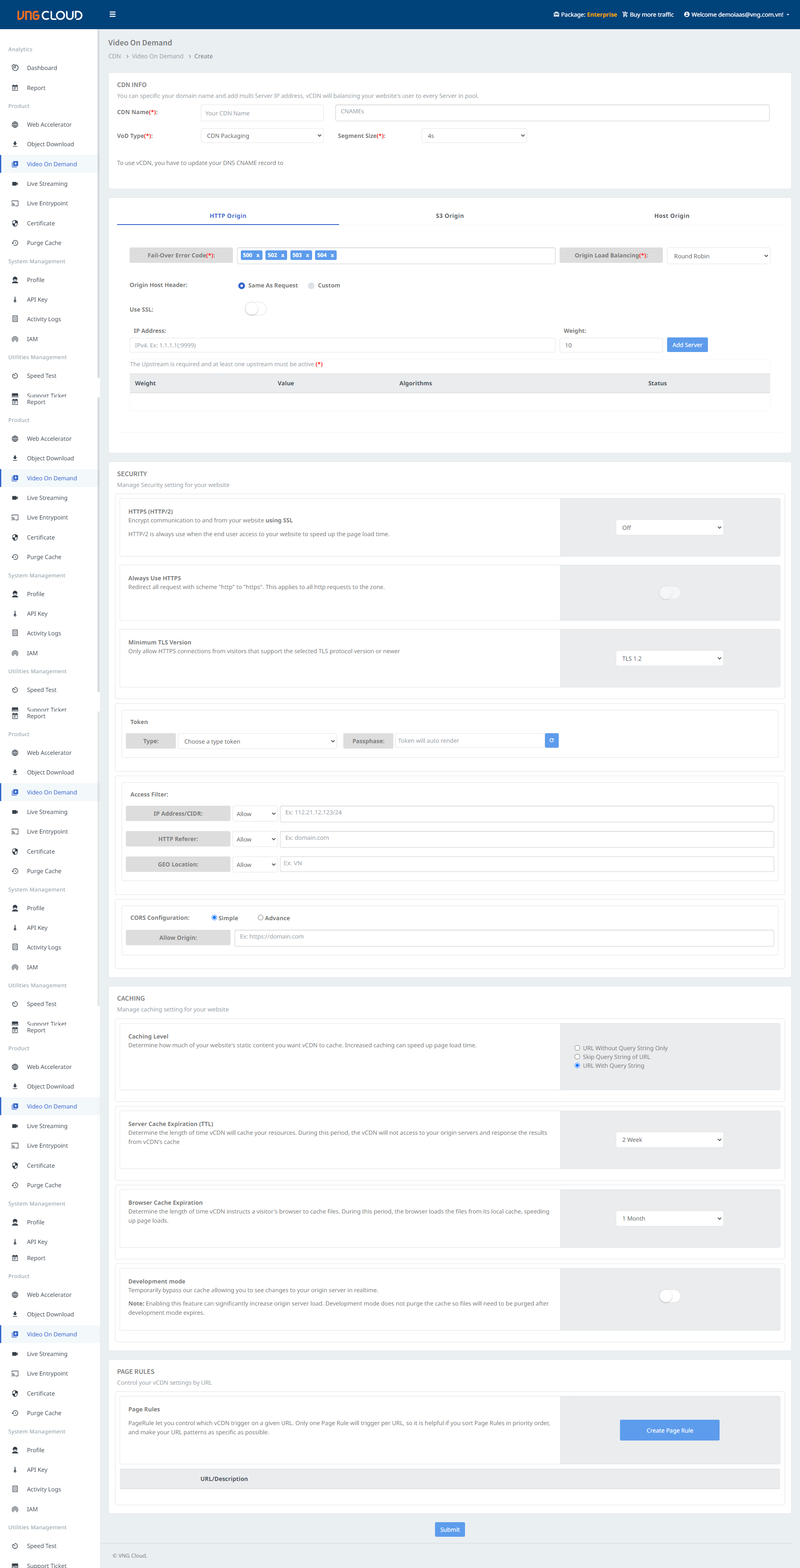 VNG CLOUD
Package: Enterprise Buy more traffic Welcome demoiaas@vng.com.vn!
Analytics
Dashboard
Report
Product
Web Accelerator
Object Download
Video On Demand
Live Streaming
Live Entrypoint
Certificate
Purge Cache
System Management
Profile
API Key
Activity Logs
IAM
Utilities Management
Speed Test
Support Ticket
Report
Product
Web Accelerator
Object Download
Video On Demand
Live Streaming
Live Entrypoint
Certificate
Purge Cache
System Management
Profile
API Key
Activity Logs
IAM
Utilities Management
Speed Test
Support Ticket
Report
Product
Web Accelerator
Object Download
Video On Demand
Live Streaming
Live Entrypoint
Certificate
Purge Cache
System Management
Profile
API Key
Activity Logs
IAM
Utilities Management
Speed Test
Support Ticket
Report
Product
Web Accelerator
Object Download
Video On Demand
Live Streaming
Live Entrypoint
Certificate
Purge Cache
System Management
Profile
API Key
Report
Product
Web Accelerator
Object Download
Video On Demand
Live Streaming
Live Entrypoint
Certificate
Purge Cache
System Management
Profile
API Key
Activity Logs
IAM
Utilities Management
Speed Test
Support Ticket
Video On Demand
CDN > Video On Demand > Create
CDN INFO
You can specific your domain name and add multi Server IP address, vCDN will balancing your website's user to every Server in pool.
CDN Name(*): Your CDN Name CNAMEs
VoD Type(*): CDN Packaging Segment Size(*): 4s
To use vCDN, you have to update your DNS CNAME record to
HTTP Origin S3 Origin Host Origin
Fail-Over Error Code(*): 500 x 502 x 503 x 504 x Origin Load Balancing(*): Round Robin
Origin Host Header: Same As Request Custom
Use SSL:
IP Address: Weight:
IPv4. Ex: 1.1.1.1(:9999) 10 Add Server
The Upstream is required and at least one upstream must be active (*)
Weight Value Algorithms Status
SECURITY
Manage Security setting for your website
HTTPS (HTTP/2)
Encrypt communication to and from your website using SSL
HTTP/2 is always use when the end user access to your website to speed up the page load time.
Off
Always Use HTTPS
Redirect all request with scheme "http" to "https". This applies to all http requests to the zone.
Minimum TLS Version
Only allow HTTPS connections from visitors that support the selected TLS protocol version or newer
TLS 1.2
Token
Type: Choose a type token Passphase: Token will auto render
Access Filter:
IP Address/CIDR: Allow Ex: 112.21.12.123/24
HTTP Referer: Allow Ex: domain.com
GEO Location: Allow Ex: VN
CORS Configuration: Simple Advance
Allow Origin: Ex: https://domain.com
CACHING
Manage caching setting for your website
Caching Level
Determine how much of your website's static content you want vCDN to cache. Increased caching can speed up page load time.
URL Without Query String Only
Skip Query String of URL
URL With Query String
Server Cache Expiration (TTL)
Determine the length of time vCDN will cache your resources. During this period, the vCDN will not access to your origin servers and response the results
from vCDN's cache
2 Week
Browser Cache Expiration
Determine the length of time vCDN instructs a visitor's browser to cache files. During this period, the browser loads the files from its local cache, speeding
up page loads.
1 Month
Development mode
Temporarily bypass our cache allowing you to see changes to your origin server in realtime.
Note: Enabling this feature can significantly increase origin server load. Development mode does not purge the cache so files will need to be purged after
development mode expires.
PAGE RULES
Control your vCDN settings by URL
Page Rules
PageRule let you control which vCDN trigger on a given URL. Only one Page Rule will trigger per URL, so it is helpful if you sort Page Rules in priority order,
and make your URL patterns as specific as possible.
Create Page Rule
URL/Description
Submit
© VNG Cloud.